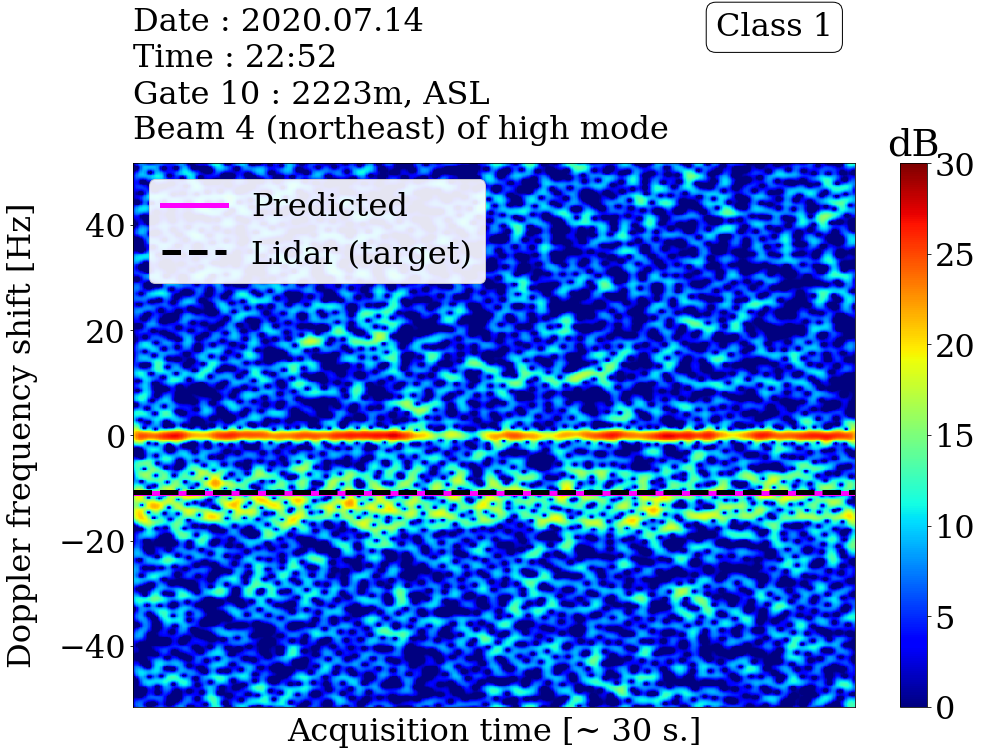 Date : 2020.07.14
Time : 22:52
Gate 10 : 2223m, ASL
Beam 4 (northeast) of high mode
Class 1
dB
Predicted
Lidar (target)
Doppler frequency shift [Hz]
40
20
0
−20
−40
Acquisition time [~ 30 s.]
30
25
20
15
10
5
0